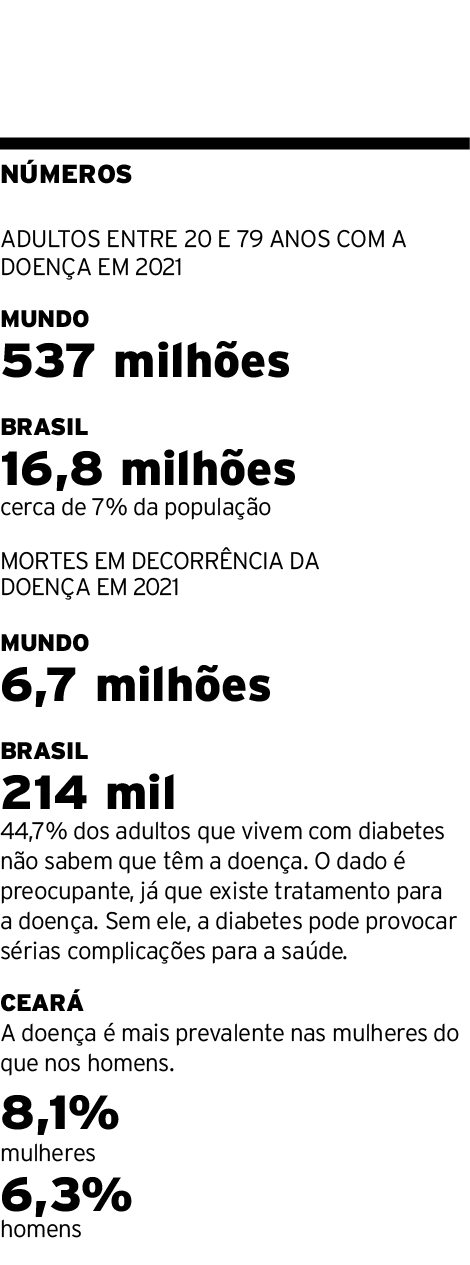 NÚMEROS
ADULTOS ENTRE 20 E 79 ANOS COM A
DOENÇA EM 2021
MUNDO
537 milhões
BRASIL
16,8 milhões
cerca de 7% da população
MORTES EM DECORRÊNCIA DA
DOENÇA EM 2021
MUNDO
6,7 milhões
BRASIL
214 mil
44,7% dos adultos que vivem com diabetes
não sabem que têm a doença. O dado é
preocupante, já que existe tratamento para
a doença. Sem ele, a diabetes pode provocar
sérias complicações para a saúde.
CEARÁ
A doença é mais prevalente nas mulheres do
que nos homens.
8,1%
mulheres
6,3%
homens